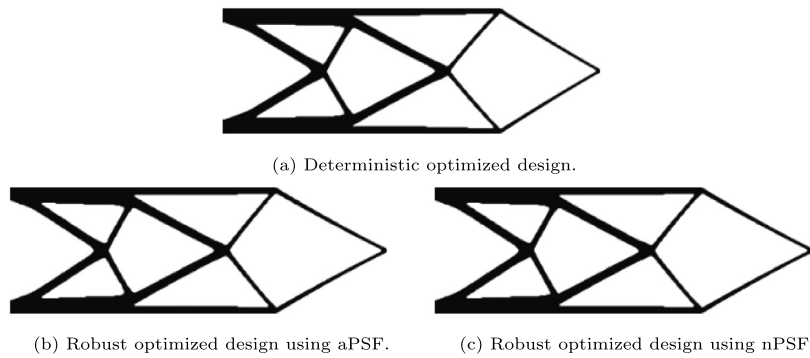 (a) Deterministic optimized design.
(b) Robust optimized design using aPSF.
(c) Robust optimized design using nPSF